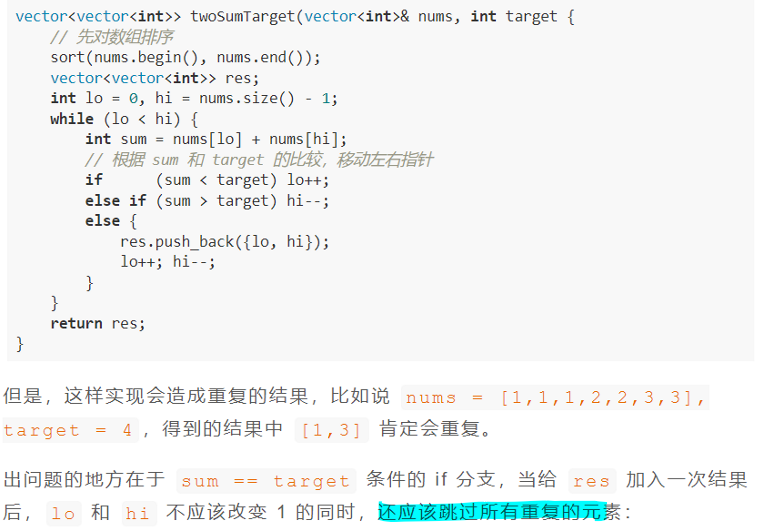 vector<vector<int>> twoSumTarget(vector<int>& nums, int target {
    // 先对数组排序
    sort(nums.begin(), nums.end());
    vector<vector<int>> res;
    int lo = 0, hi = nums.size() - 1;
    while (lo < hi) {
        int sum = nums[lo] + nums[hi];
        // 根据 sum 和 target 的比较，移动左右指针
        if      (sum < target) lo++;
        else if (sum > target) hi--;
        else {
            res.push_back({lo, hi});
            lo++; hi--;
        }
    }
    return res;
}
但是，这样实现会造成重复的结果，比如说 nums = [1,1,1,2,2,3,3],
target = 4 ，得到的结果中 [1,3] 肯定会重复。
出问题的地方在于 sum == target 条件的 if 分支，当给 res 加入一次结果
后， lo 和 hi 不应该改变 1 的同时，还应该跳过所有重复的元素：